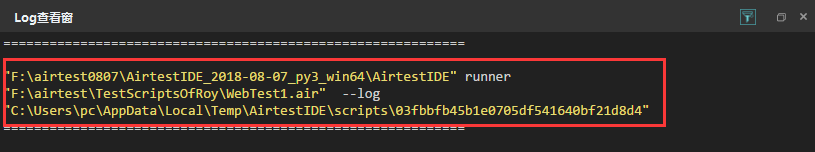 Log查看窗
============================================================
"F:\airtest0807\AirtestIDE_2018-08-07_py3_win64\AirtestIDE" runner
"F:\airtest\TestScriptsOfRoy\WebTest1.air"  --log
"C:\Users\pc\AppData\Local\Temp\AirtestIDE\scripts\03fbbfb45b1e0705df541640bf21d8d4"
============================================================